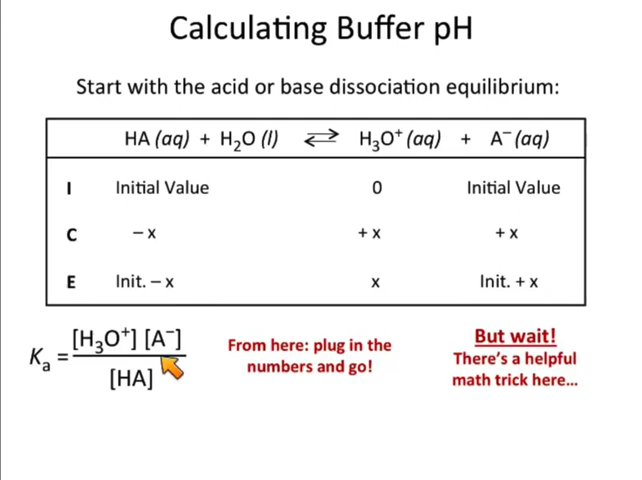 Calculating Buffer pH
Start with the acid or base dissociation equilibrium:
HA (aq) + H₂O (l) ⇌ H₃O⁺ (aq) + A⁻ (aq)
I Initial Value 0 Initial Value
C – x + x + x
E Init. – x x Init. + x
Kₐ = [H₃O⁺] [A⁻] / [HA]
From here: plug in the
numbers and go!
But wait!
There's a helpful
math trick here...